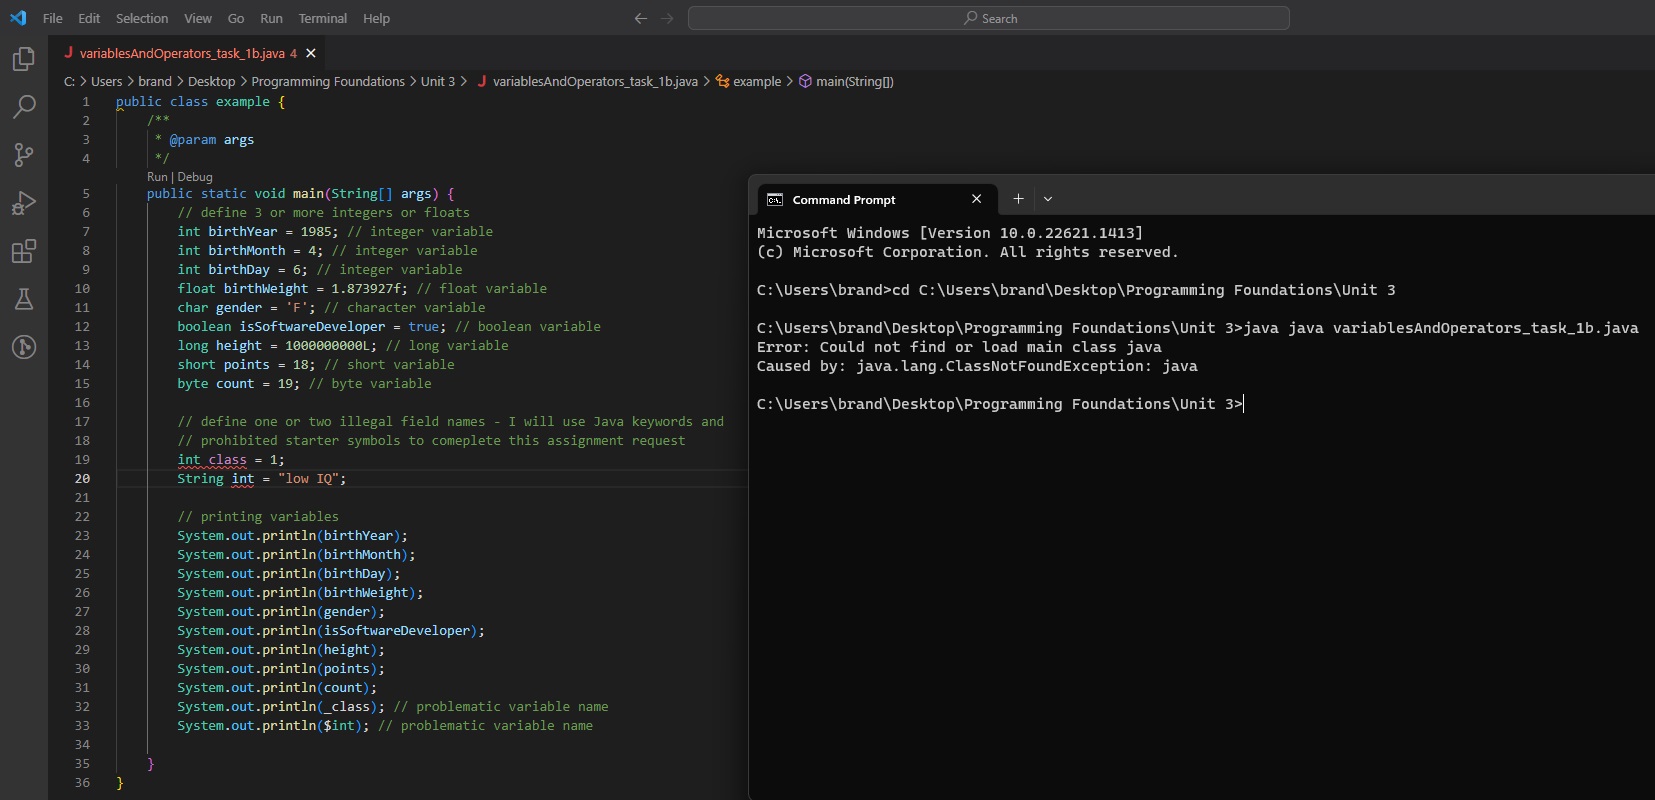 File Edit Selection View Go Run Terminal Help
Search
J variablesAndOperators_task_1b.java 4
C: > Users > brand > Desktop > Programming Foundations > Unit 3 > J variablesAndOperators_task_1b.java > example > main(String[])
1 public class example {
2 /**
3 * @param args
4 */
Run | Debug
5 public static void main(String[] args) {
6 // define 3 or more integers or floats
7 int birthYear = 1985; // integer variable
8 int birthMonth = 4; // integer variable
9 int birthDay = 6; // integer variable
10 float birthWeight = 1.873927f; // float variable
11 char gender = 'F'; // character variable
12 boolean isSoftwareDeveloper = true; // boolean variable
13 long height = 1000000000L; // long variable
14 short points = 18; // short variable
15 byte count = 19; // byte variable
16
17 // define one or two illegal field names - I will use Java keywords and
18 // prohibited starter symbols to comeplete this assignment request
19 int class = 1;
20 String int = "low IQ";
21
22 // printing variables
23 System.out.println(birthYear);
24 System.out.println(birthMonth);
25 System.out.println(birthDay);
26 System.out.println(birthWeight);
27 System.out.println(gender);
28 System.out.println(isSoftwareDeveloper);
29 System.out.println(height);
30 System.out.println(points);
31 System.out.println(count);
32 System.out.println(_class); // problematic variable name
33 System.out.println($int); // problematic variable name
34
35 }
36 }
Command Prompt
Microsoft Windows [Version 10.0.22621.1413]
(c) Microsoft Corporation. All rights reserved.
C:\Users\brand>cd C:\Users\brand\Desktop\Programming Foundations\Unit 3
C:\Users\brand\Desktop\Programming Foundations\Unit 3>java java variablesAndOperators_task_1b.java
Error: Could not find or load main class java
Caused by: java.lang.ClassNotFoundException: java
C:\Users\brand\Desktop\Programming Foundations\Unit 3>